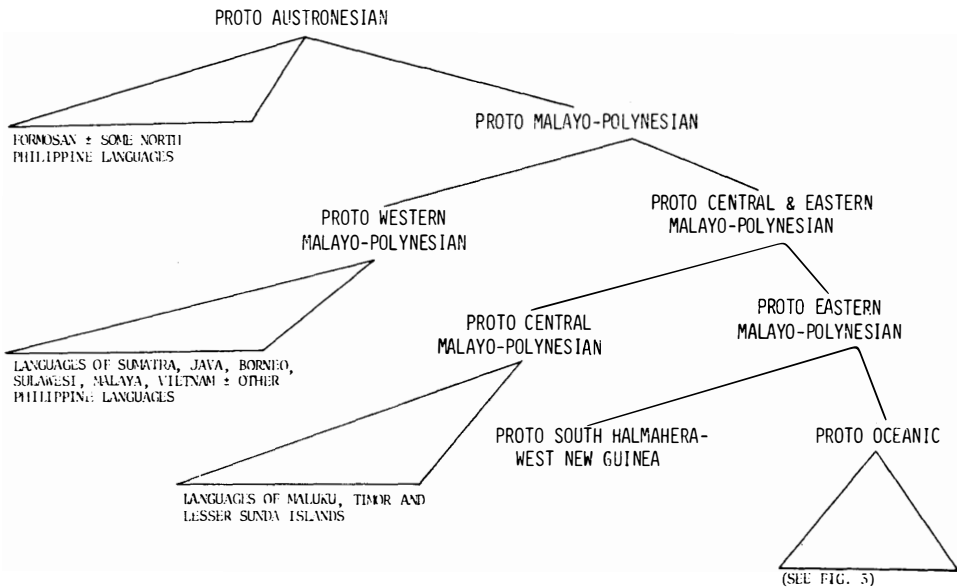 PROTO AUSTRONESIAN
FORMOSAN ± SOME NORTH
PHILIPPINE LANGUAGES
PROTO MALAYO-POLYNESIAN
PROTO WESTERN
MALAYO-POLYNESIAN
PROTO CENTRAL & EASTERN
MALAYO-POLYNESIAN
LANGUAGES OF SUMATRA, JAVA, BORNEO,
SULAWESI, MALAYA, VIETNAM ± OTHER
PHILIPPINE LANGUAGES
PROTO CENTRAL
MALAYO-POLYNESIAN
PROTO EASTERN
MALAYO-POLYNESIAN
LANGUAGES OF MALUKU, TIMOR AND
LESSER SUNDA ISLANDS
PROTO SOUTH HALMAHERA-
WEST NEW GUINEA
PROTO OCEANIC
(SEE FIG. 3)